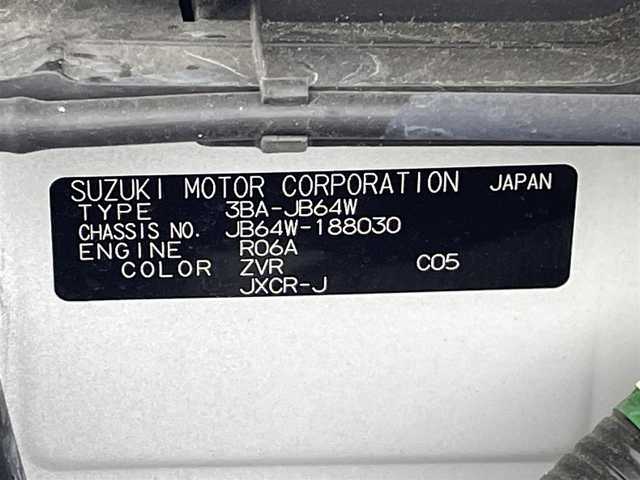 SUZUKI MOTOR CORPORATION JAPAN
TYPE 3BA-JB64W
CHASSIS NO. JB64W-188030
ENGINE R06A
COLOR ZVR C05
JXCR-J